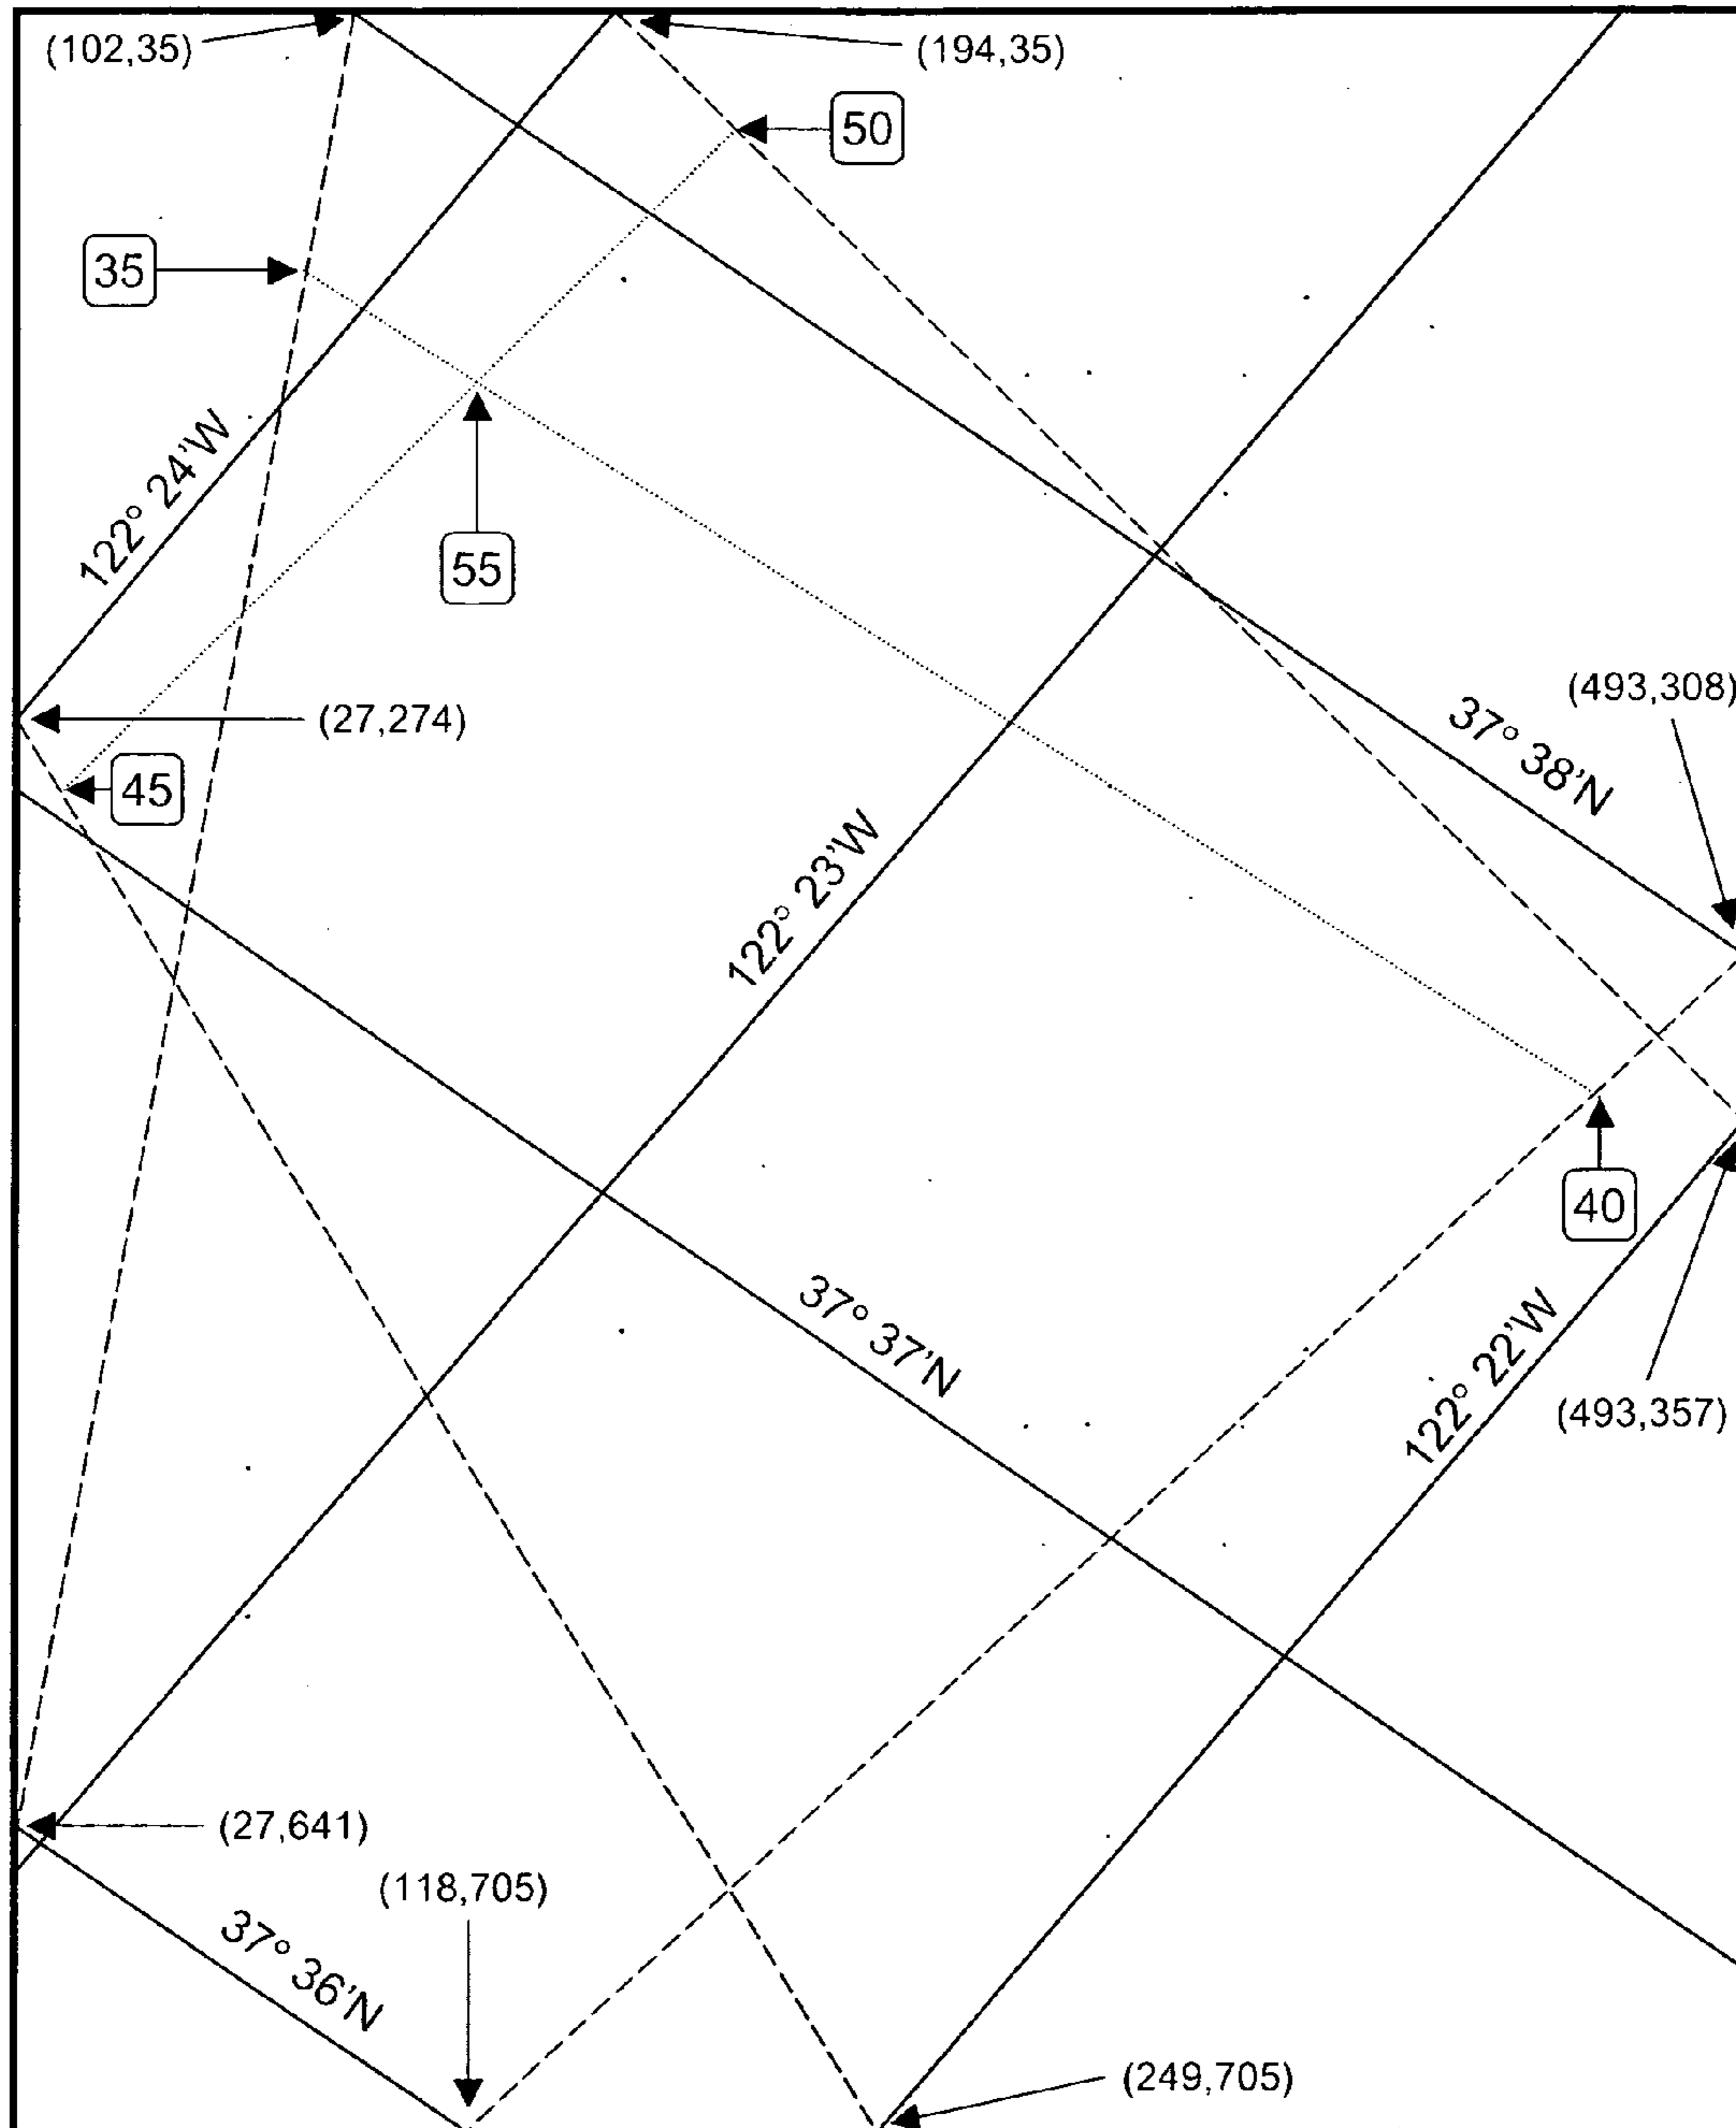 (102,35)
(194,35)
50
35
122° 24'W
55
(27,274)
(493,308)
37° 38'N
45
122° 23'W
40
37° 37'N
122° 22'W
(493,357)
(27,641)
(118,705)
37° 36'N
(249,705)